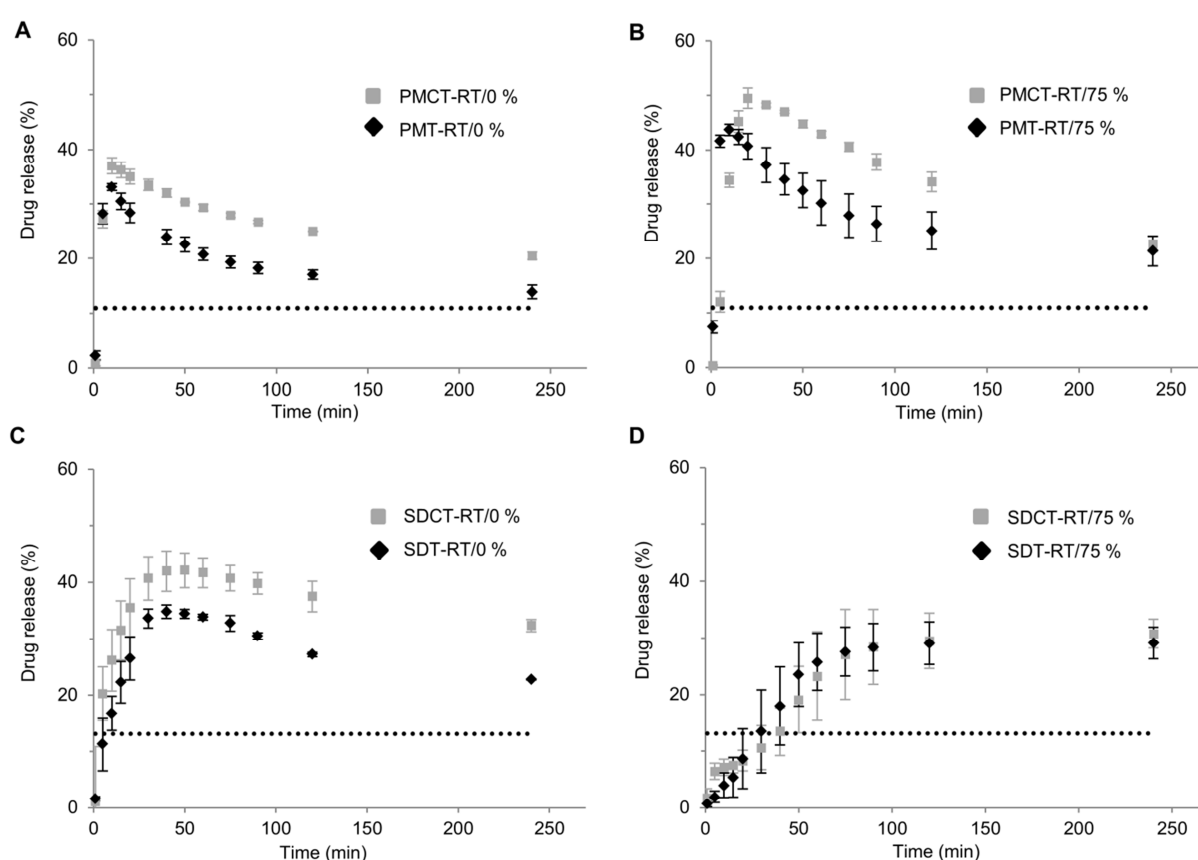 A
Drug release (%)
60
40
20
0
PMCT-RT/0 %
PMT-RT/0 %
0
50
100
150
200
250
Time (min)
B
Drug release (%)
60
40
20
0
PMCT-RT/75 %
PMT-RT/75 %
0
50
100
150
200
250
Time (min)
C
Drug release (%)
60
40
20
0
SDCT-RT/0 %
SDT-RT/0 %
0
50
100
150
200
250
Time (min)
D
Drug release (%)
60
40
20
0
SDCT-RT/75 %
SDT-RT/75 %
0
50
100
150
200
250
Time (min)